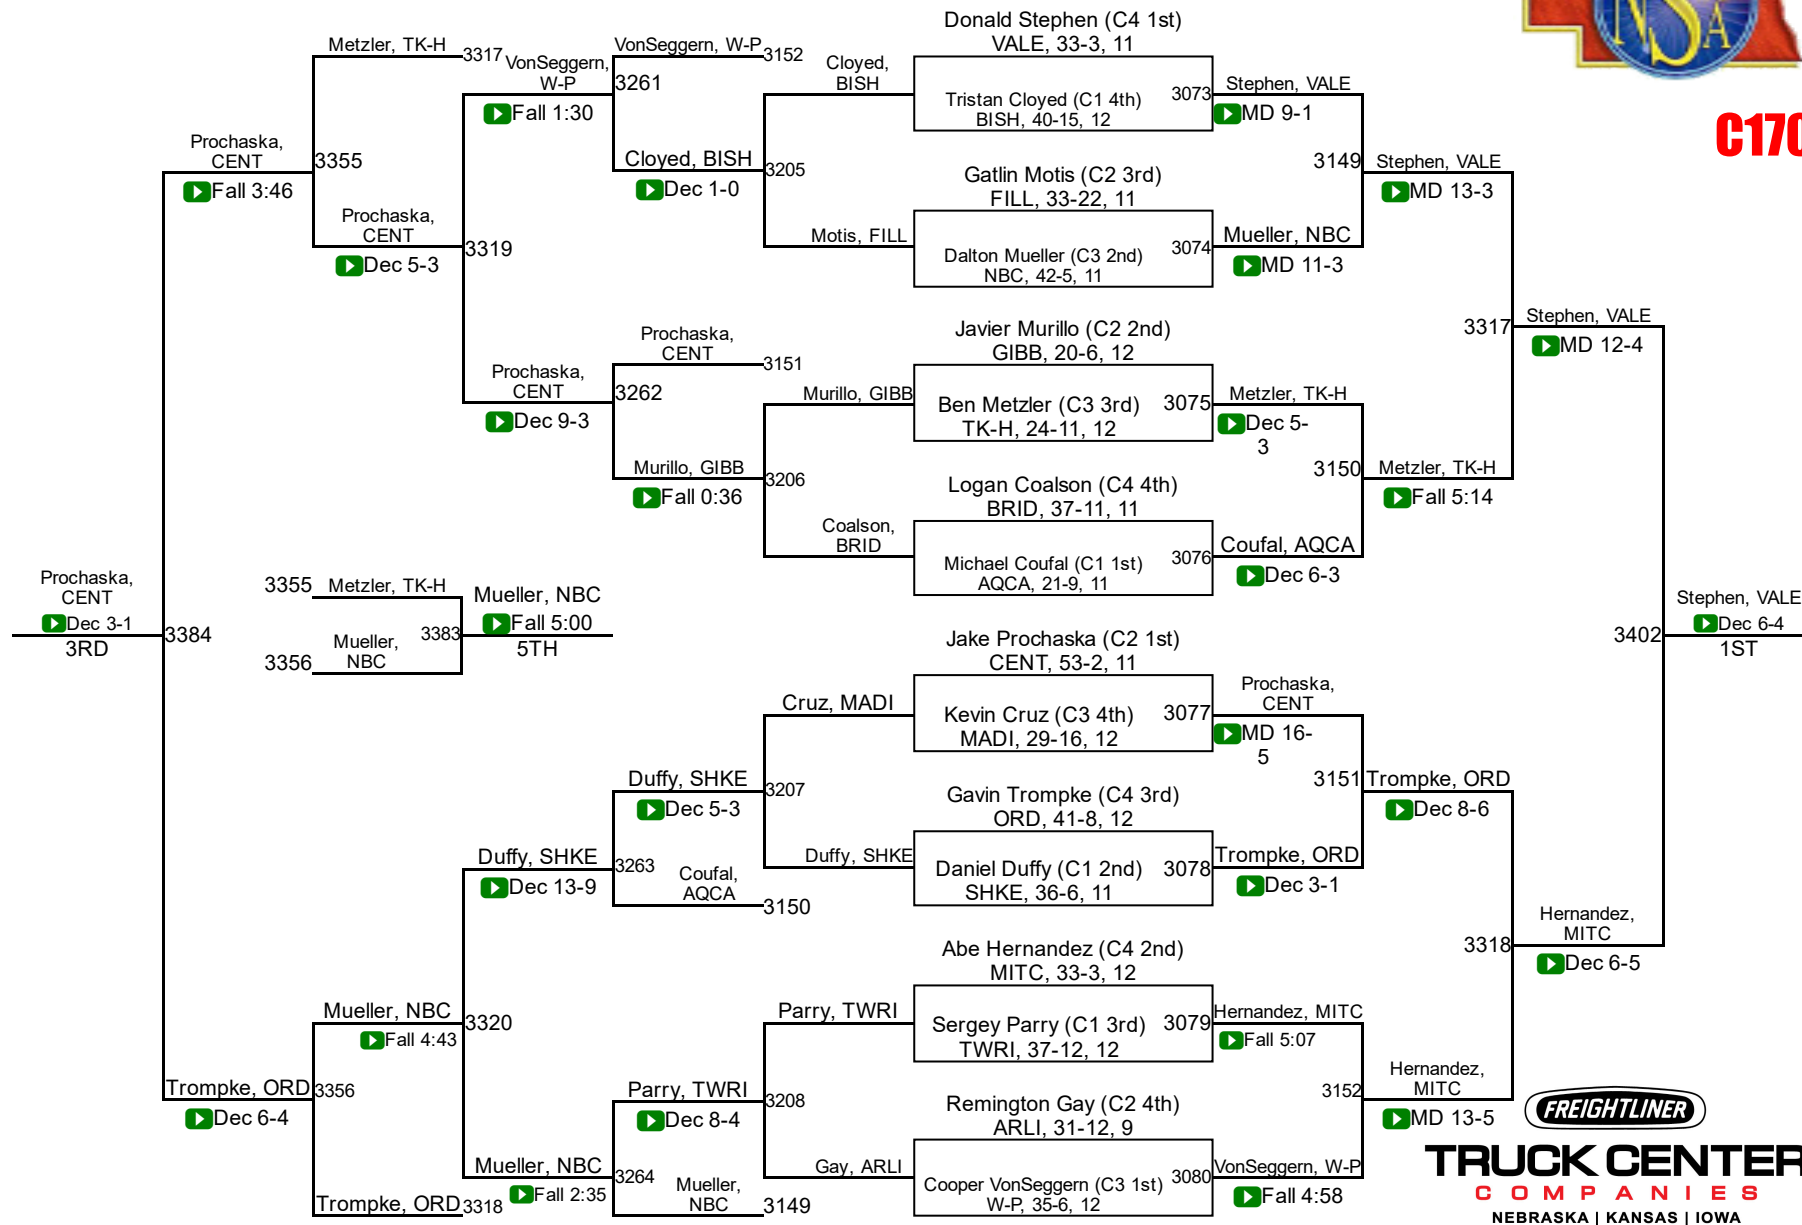 Donald Stephen (C4 1st)
VALE, 33-3, 11
Tristan Cloyed (C1 4th)
BISH, 40-15, 12
3073
Gatlin Motis (C2 3rd)
FILL, 33-22, 11
Dalton Mueller (C3 2nd)
NBC, 42-5, 11
3074
Javier Murillo (C2 2nd)
GIBB, 20-6, 12
Ben Metzler (C3 3rd)
TK-H, 24-11, 12
3075
Logan Coalson (C4 4th)
BRID, 37-11, 11
Michael Coufal (C1 1st)
AQCA, 21-9, 11
3076
Jake Prochaska (C2 1st)
CENT, 53-2, 11
Kevin Cruz (C3 4th)
MADI, 29-16, 12
3077
Gavin Trompke (C4 3rd)
ORD, 41-8, 12
Daniel Duffy (C1 2nd)
SHKE, 36-6, 11
3078
Abe Hernandez (C4 2nd)
MITC, 33-3, 12
Sergey Parry (C1 3rd)
TWRI, 37-12, 12
3079
Remington Gay (C2 4th)
ARLI, 31-12, 9
Cooper VonSeggern (C3 1st)
W-P, 35-6, 12
3080
Stephen, VALE
MD 9-1
3149
Mueller, NBC
MD 11-3
Metzler, TK-H
Dec 5-
3
3150
Coufal, AQCA
Dec 6-3
Prochaska,
CENT
MD 16-
5
3151
Trompke, ORD
Dec 3-1
Hernandez, MITC
Fall 5:07
3152
VonSeggern, W-P
Fall 4:58
Stephen, VALE
MD 13-3
3317
Metzler, TK-H
Fall 5:14
Trompke, ORD
Dec 8-6
3318
Hernandez,
MITC
MD 13-5
Stephen, VALE
MD 12-4
3402
Hernandez,
MITC
Dec 6-5
Stephen, VALE
Dec 6-4
1ST
Cloyed,
BISH
3205
Motis, FILL
Murillo, GIBB
3206
Coalson,
BRID
Cruz, MADI
3207
Duffy, SHKE
Parry, TWRI
3208
Gay, ARLI
VonSeggern, W-P
3152
3261
Cloyed, BISH
Dec 1-0
Prochaska,
CENT
3151
3262
Murillo, GIBB
Fall 0:36
Duffy, SHKE
Dec 5-3
3263
Coufal,
AQCA
3150
Parry, TWRI
Dec 8-4
3264
Mueller,
NBC
3149
VonSeggern,
W-P
Fall 1:30
3319
Prochaska,
CENT
Dec 9-3
Duffy, SHKE
Dec 13-9
3320
Mueller, NBC
Fall 2:35
Metzler, TK-H
3317
3355
Prochaska,
CENT
Dec 5-3
Mueller, NBC
Fall 4:43
3356
Trompke, ORD
3318
Prochaska,
CENT
Fall 3:46
3384
Trompke, ORD
Dec 6-4
Prochaska,
CENT
Dec 3-1
3RD
3355
Metzler, TK-H
3383
3356
Mueller,
NBC
Mueller, NBC
Fall 5:00
5TH
NSA
FREIGHTLINER
TRUCK CENTER
COMPANIES
NEBRASKA | KANSAS | IOWA